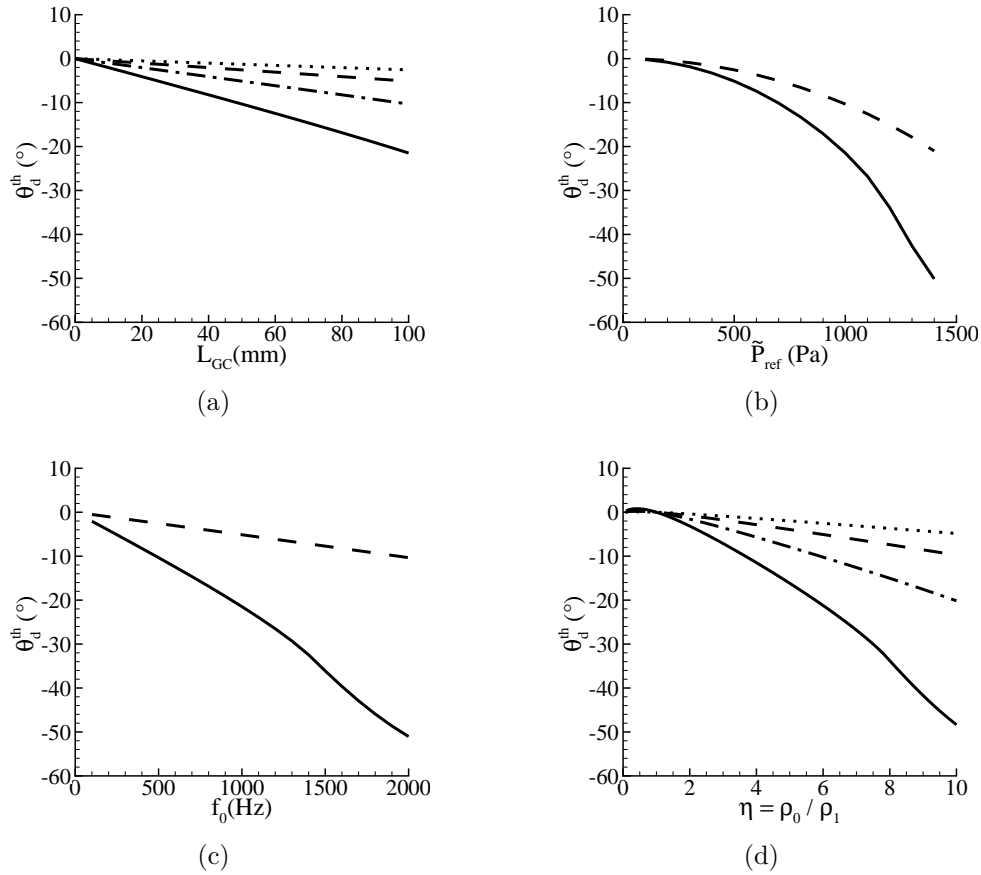 10
0
-10
-20
-30
-40
-50
-60
θ_d^th (°)
0 20 40 60 80 100
L_GC(mm)
(a)
10
0
-10
-20
-30
-40
-50
-60
θ_d^th (°)
0 500 1000 1500
P̃_ref (Pa)
(b)
10
0
-10
-20
-30
-40
-50
-60
θ_d^th (°)
0 500 1000 1500 2000
f_0(Hz)
(c)
10
0
-10
-20
-30
-40
-50
-60
θ_d^th (°)
0 2 4 6 8 10
η = ρ_0 / ρ_1
(d)